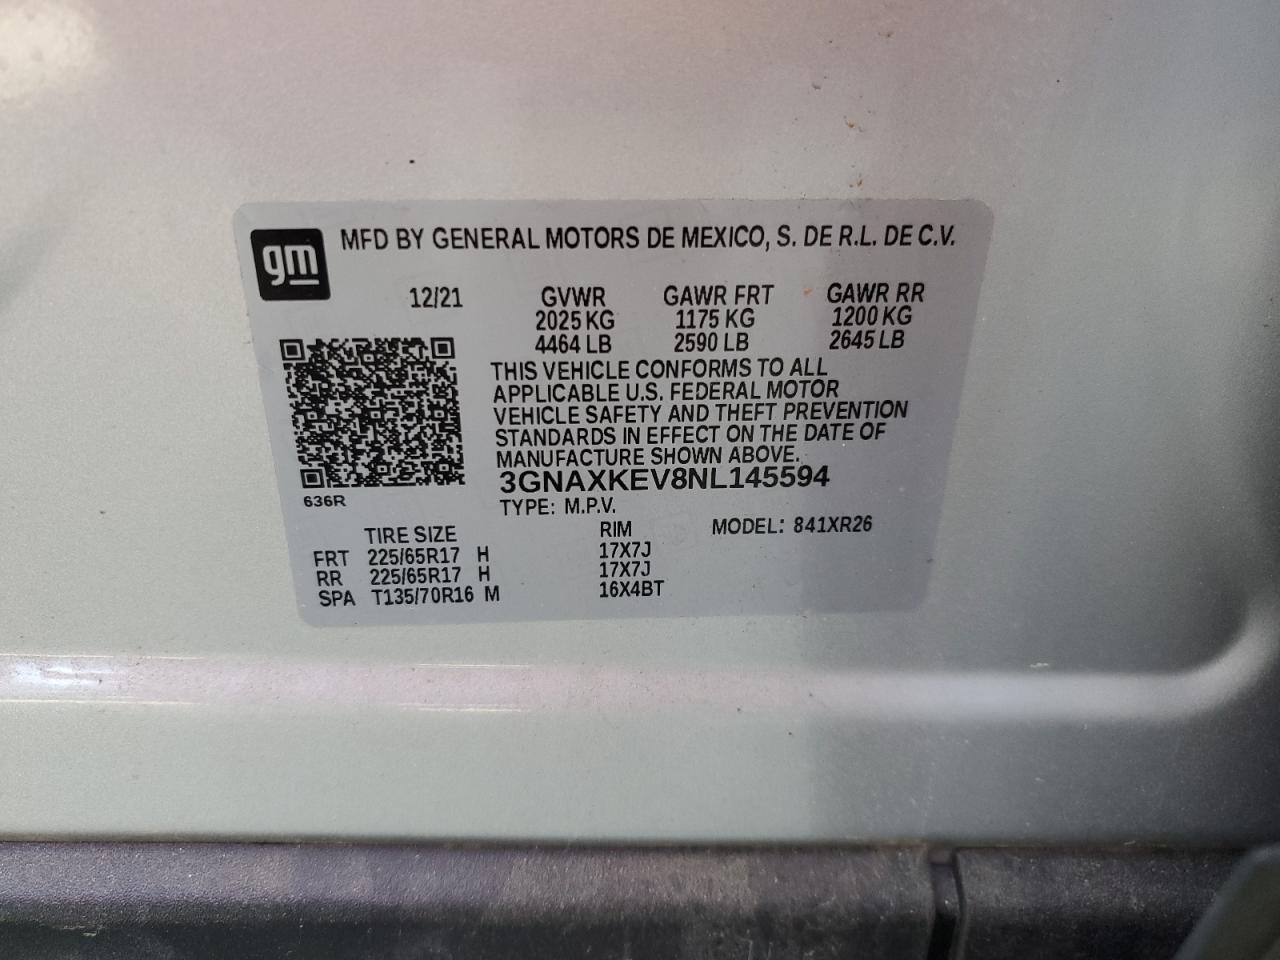 gm
MFD BY GENERAL MOTORS DE MEXICO, S. DE R.L. DE C.V.
12/21 GVWR GAWR FRT GAWR RR
2025 KG 1175 KG 1200 KG
4464 LB 2590 LB 2645 LB
THIS VEHICLE CONFORMS TO ALL
APPLICABLE U.S. FEDERAL MOTOR
VEHICLE SAFETY AND THEFT PREVENTION
STANDARDS IN EFFECT ON THE DATE OF
MANUFACTURE SHOWN ABOVE.
3GNAXKEV8NL145594
636R
TYPE: M.P.V.
TIRE SIZE RIM MODEL: 841XR26
FRT 225/65R17 H 17X7J
RR 225/65R17 H 17X7J
SPA T135/70R16 M 16X4BT